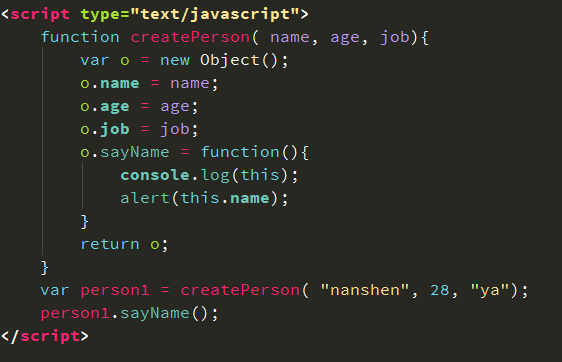 <script type="text/javascript">
    function createPerson( name, age, job){
        var o = new Object();
        o.name = name;
        o.age = age;
        o.job = job;
        o.sayName = function(){
            console.log(this);
            alert(this.name);
        }
        return o;
    }
    var person1 = createPerson( "nanshen", 28, "ya");
    person1.sayName();
</script>